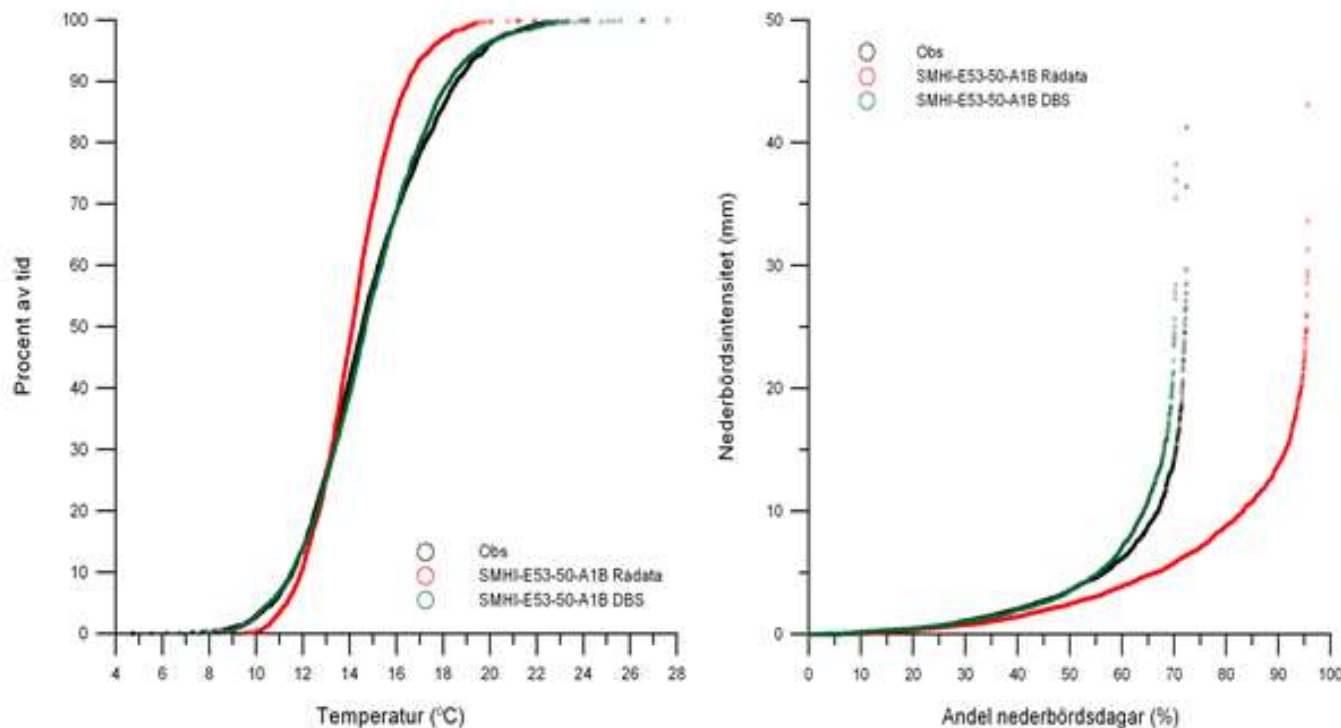 100
90
80
70
60
50
40
30
20
10
0
Procent av tid
4 6 8 10 12 14 16 18 20 22 24 26 28
Temperatur (°C)
Obs
SMHI-E53-50-A1B Rådata
SMHI-E53-50-A1B DBS
50
40
30
20
10
0
Nederbördsintensitet (mm)
0 10 20 30 40 50 60 70 80 90 100
Andel nederbördsdagar (%)
Obs
SMHI-E53-50-A1B Rådata
SMHI-E53-50-A1B DBS